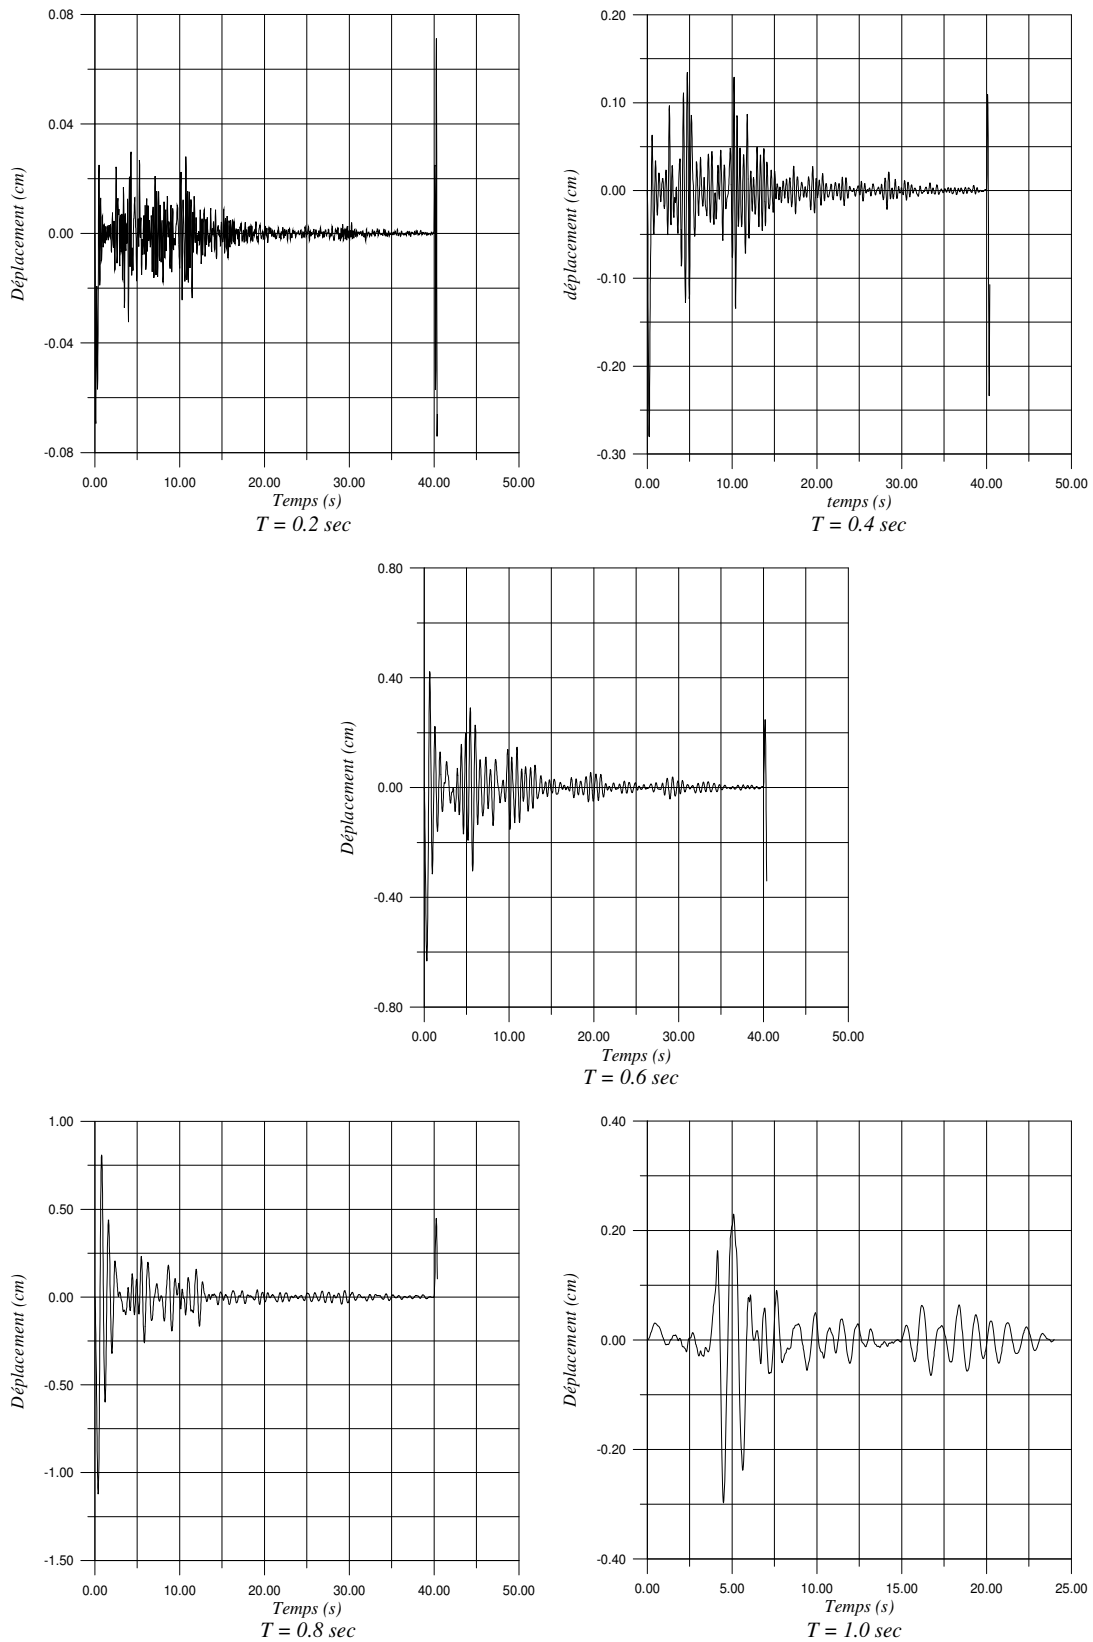 0.08
0.04
0.00
-0.04
-0.08
Déplacement (cm)
0.00 10.00 20.00 30.00 40.00 50.00
Temps (s)
T = 0.2 sec
0.20
0.10
0.00
-0.10
-0.20
-0.30
déplacement (cm)
0.00 10.00 20.00 30.00 40.00 50.00
temps (s)
T = 0.4 sec
0.80
0.40
0.00
-0.40
-0.80
Déplacement (cm)
0.00 10.00 20.00 30.00 40.00 50.00
Temps (s)
T = 0.6 sec
1.00
0.50
0.00
-0.50
-1.00
-1.50
Déplacement (cm)
0.00 10.00 20.00 30.00 40.00 50.00
Temps (s)
T = 0.8 sec
0.40
0.20
0.00
-0.20
-0.40
Déplacement (cm)
0.00 5.00 10.00 15.00 20.00 25.00
Temps (s)
T = 1.0 sec